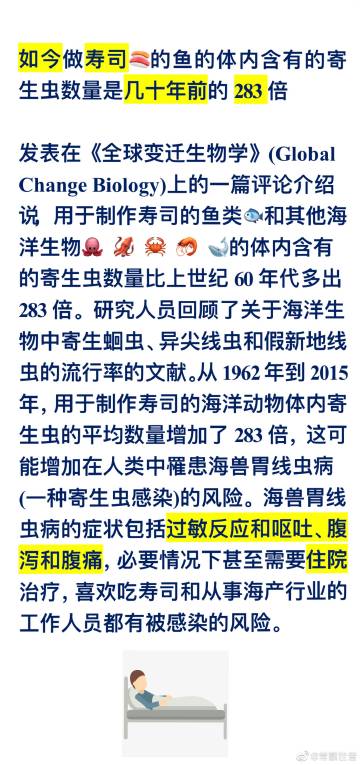 如今做寿司🍣的鱼的体内含有的寄
生虫数量是几十年前的 283 倍
发表在《全球变迁生物学》(Global
Change Biology)上的一篇评论介绍
说，用于制作寿司的鱼类🐟和其他海
洋生物🐙 🦑 🦀 🦐 🐳的体内含有
的寄生虫数量比上世纪 60 年代多出
283 倍。研究人员回顾了关于海洋生
物中寄生蛔虫、异尖线虫和假新地线
虫的流行率的文献。从 1962 年到 2015
年，用于制作寿司的海洋动物体内寄
生虫的平均数量增加了 283 倍，这可
能增加在人类中罹患海兽胃线虫病
(一种寄生虫感染)的风险。海兽胃线
虫病的症状包括过敏反应和呕吐、腹
泻和腹痛，必要情况下甚至需要住院
治疗，喜欢吃寿司和从事海产行业的
工作人员都有被感染的风险。